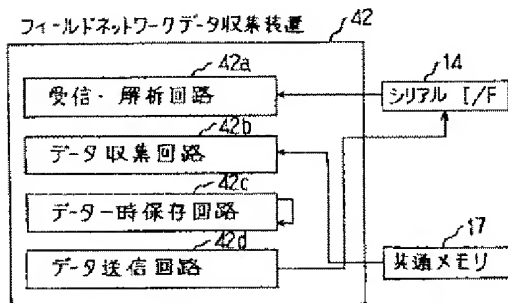 フィールドネットワークデータ収集装置 42
42a
受信・解析回路
14
シリアル I/F
42b
データ収集回路
42c
データ一時保存回路
42d
データ送信回路
17
共通メモリ